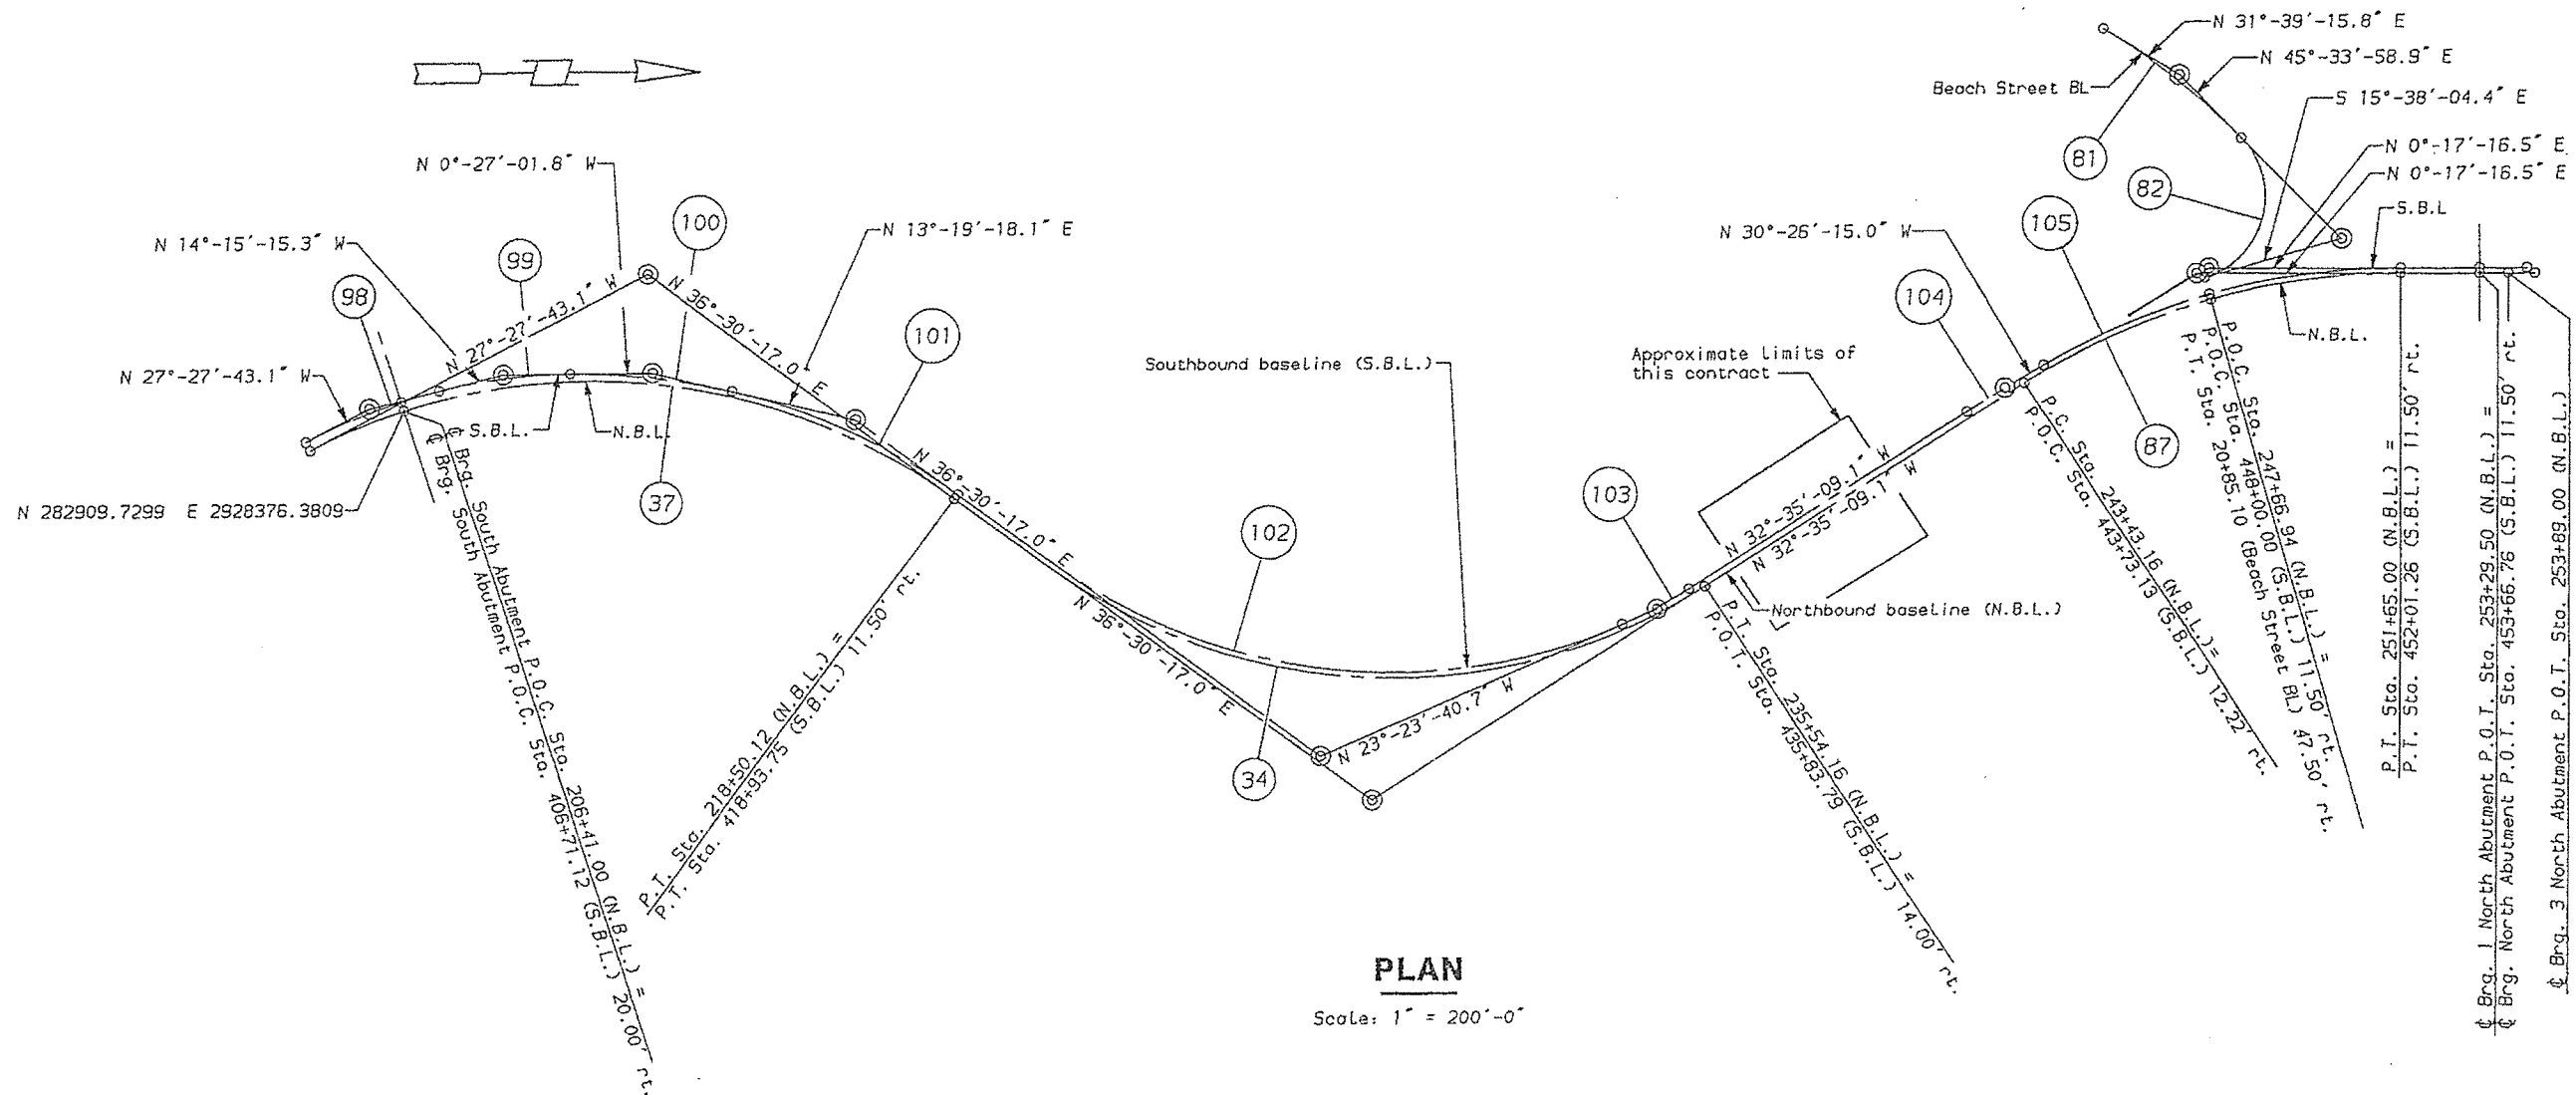 N 31°-39'-15.8" E
N 45°-33'-58.9" E
Beach Street BL
S 15°-38'-04.4" E
81
N 0°-17'-16.5" E
N 0°-17'-16.5" E
82
S.B.L
N 0°-27'-01.8" W
100
N 13°-19'-18.1" E
N 14°-15'-15.3" W
99
98
N 27°-27'-43.1" W
N 36°-30'-17.0" E
101
N 27°-27'-43.1" W
S.B.L.
N.B.L.
37
N 282909.7299 E 2928376.3809
℄ Brg. South Abutment P.O.C. Sta. 206+41.00 (N.B.L.) =
℄ Brg. South Abutment P.O.C. Sta. 406+71.12 (S.B.L.) 20.00' rt.
N 36°-30'-17.0" E
P.T. Sta. 218+50.12 (N.B.L.) =
P.T. Sta. 418+93.75 (S.B.L.) 11.50' rt.
N 36°-30'-17.0" E
102
34
Southbound baseline (S.B.L.)
N 23°-23'-40.7" W
103
Approximate limits of
this contract
N 32°-35'-09.1" W
N 32°-35'-09.1" W
Northbound baseline (N.B.L.)
P.T. Sta. 235+54.16 (N.B.L.) =
P.O.T. Sta. 435+83.79 (S.B.L.) 14.00' rt.
104
N 30°-26'-15.0" W
105
87
P.C. Sta. 243+43.16 (N.B.L.) =
P.O.C. Sta. 443+73.13 (S.B.L.) 12.22' rt.
P.O.C. Sta. 247+66.94 (N.B.L.) =
P.O.C. Sta. 448+00.00 (S.B.L.) 11.50' rt.
P.T. Sta. 20+85.10 (Beach Street BL) 47.50' rt.
N.B.L.
P.T. Sta. 251+65.00 (N.B.L.) =
P.T. Sta. 452+01.26 (S.B.L.) 11.50' rt.
℄ Brg. 1 North Abutment P.O.T. Sta. 253+29.50 (N.B.L.) =
℄ Brg. North Abutment P.O.T. Sta. 453+66.76 (S.B.L.) 11.50' rt.
℄ Brg. 3 North Abutment P.O.T. Sta. 253+89.00 (N.B.L.)
PLAN
Scale: 1" = 200'-0"